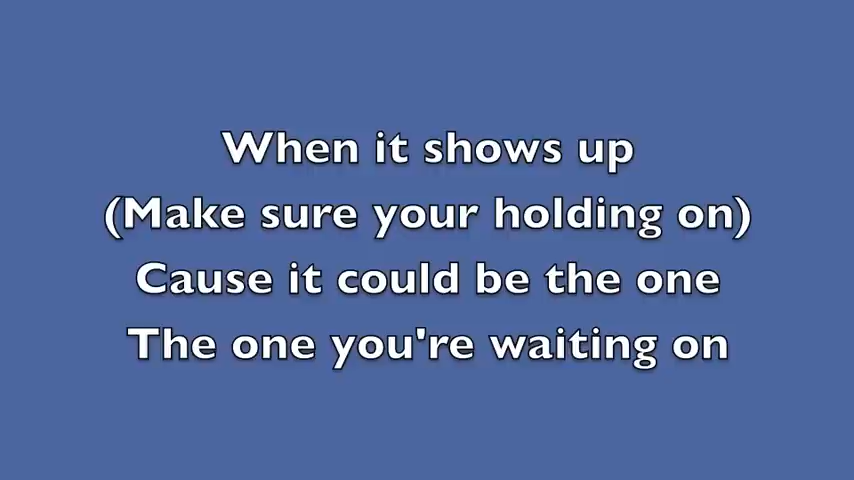 When it shows up
(Make sure your holding on)
Cause it could be the one
The one you're waiting on